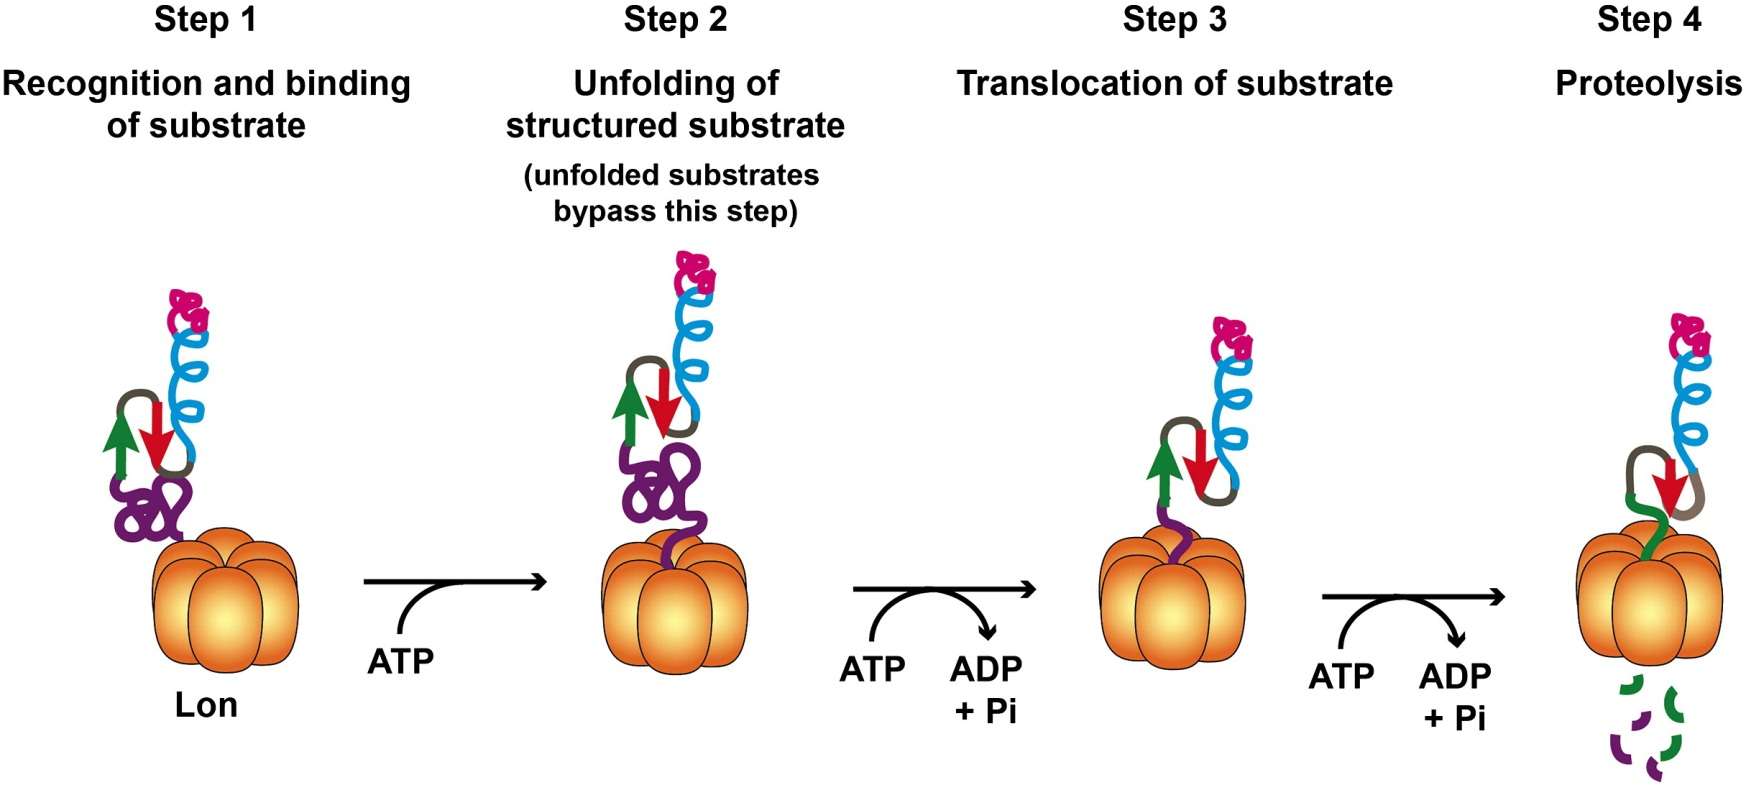 Step 1
Recognition and binding
of substrate
Step 2
Unfolding of
structured substrate
(unfolded substrates
bypass this step)
Step 3
Translocation of substrate
Step 4
Proteolysis
Lon
ATP
ATP
ADP
+ Pi
ATP
ADP
+ Pi